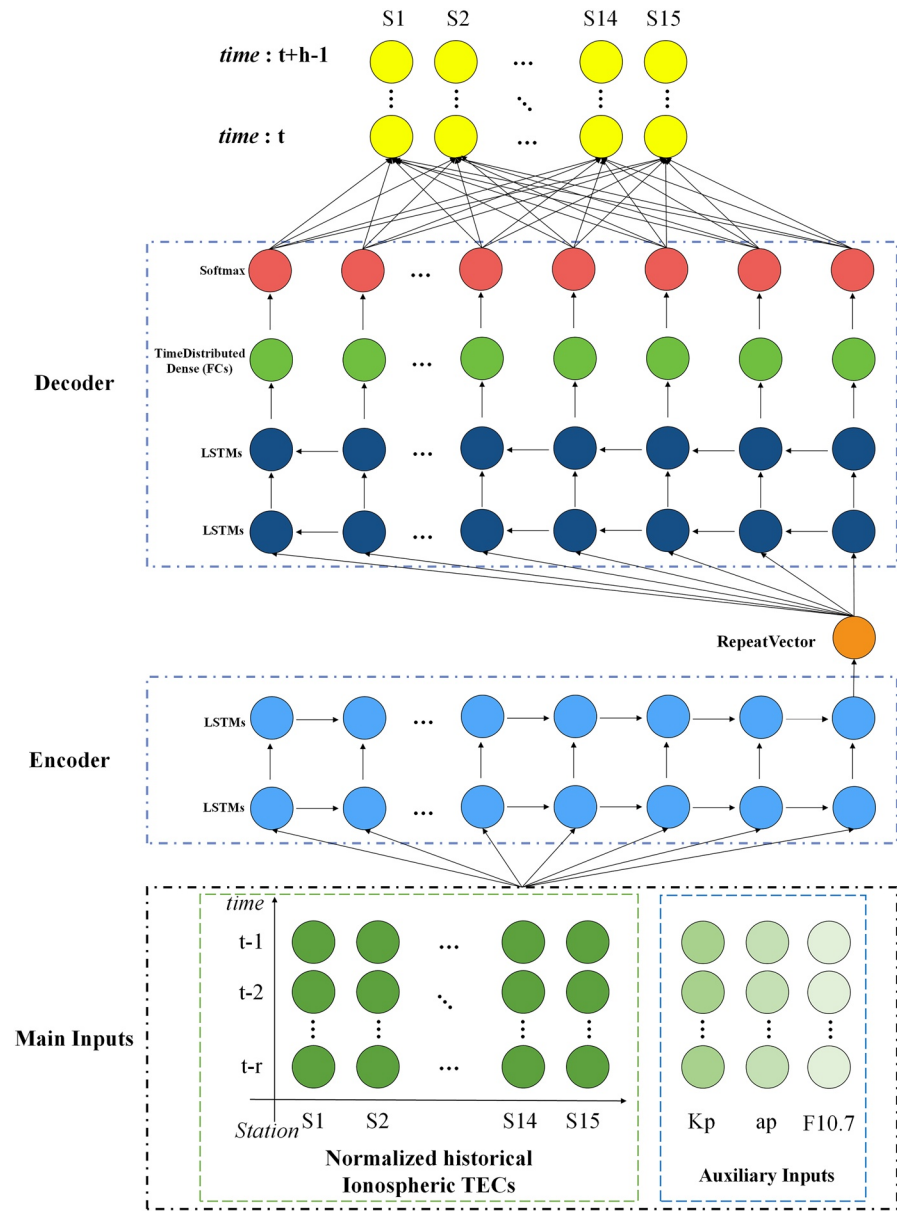 S1 S2 S14 S15
time : t+h-1
...
time : t
...
Softmax
...
TimeDistributed
Dense (FCs)
...
Decoder
LSTMs
...
LSTMs
...
RepeatVector
LSTMs
...
Encoder
LSTMs
...
time
t-1
...
t-2
Main Inputs
t-r
...
Station
S1 S2 S14 S15
Kp ap F10.7
Normalized historical
Ionospheric TECs
Auxiliary Inputs